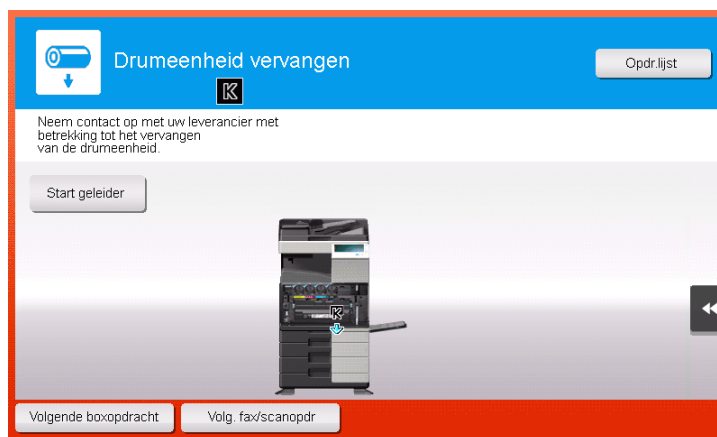 Drumeenheid vervangen
Opdr.lijst
K
Neem contact op met uw leverancier met
betrekking tot het vervangen
van de drumeenheid.
Start geleider
K
Volgende boxopdracht
Volg. fax/scanopdr